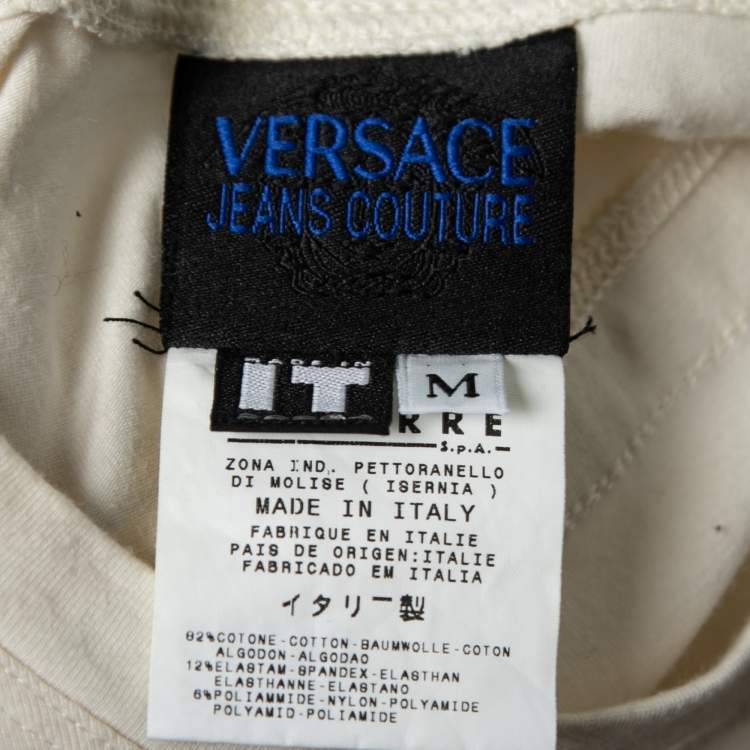 VERSACE
JEANS COUTURE
MADE IN
IT
M
RRE
S.p.A.
ZONA IND. PETTORANELLO
DI MOLISE ( ISERNIA )
MADE IN ITALY
FABRIQUE EN ITALIE
PAIS DE ORIGEN:ITALIE
FABRICADO EM ITALIA
イタリー製
82%COTONE-COTTON-BAUMWOLLE-COTON
ALGODON-ALGODAO
12%ELASTAM-SPANDEX-ELASTHAN
ELASTHANNE-ELASTANO
6%POLIAMMIDE-NYLON-POLYAMIDE
POLYAMID-POLIAMIDE